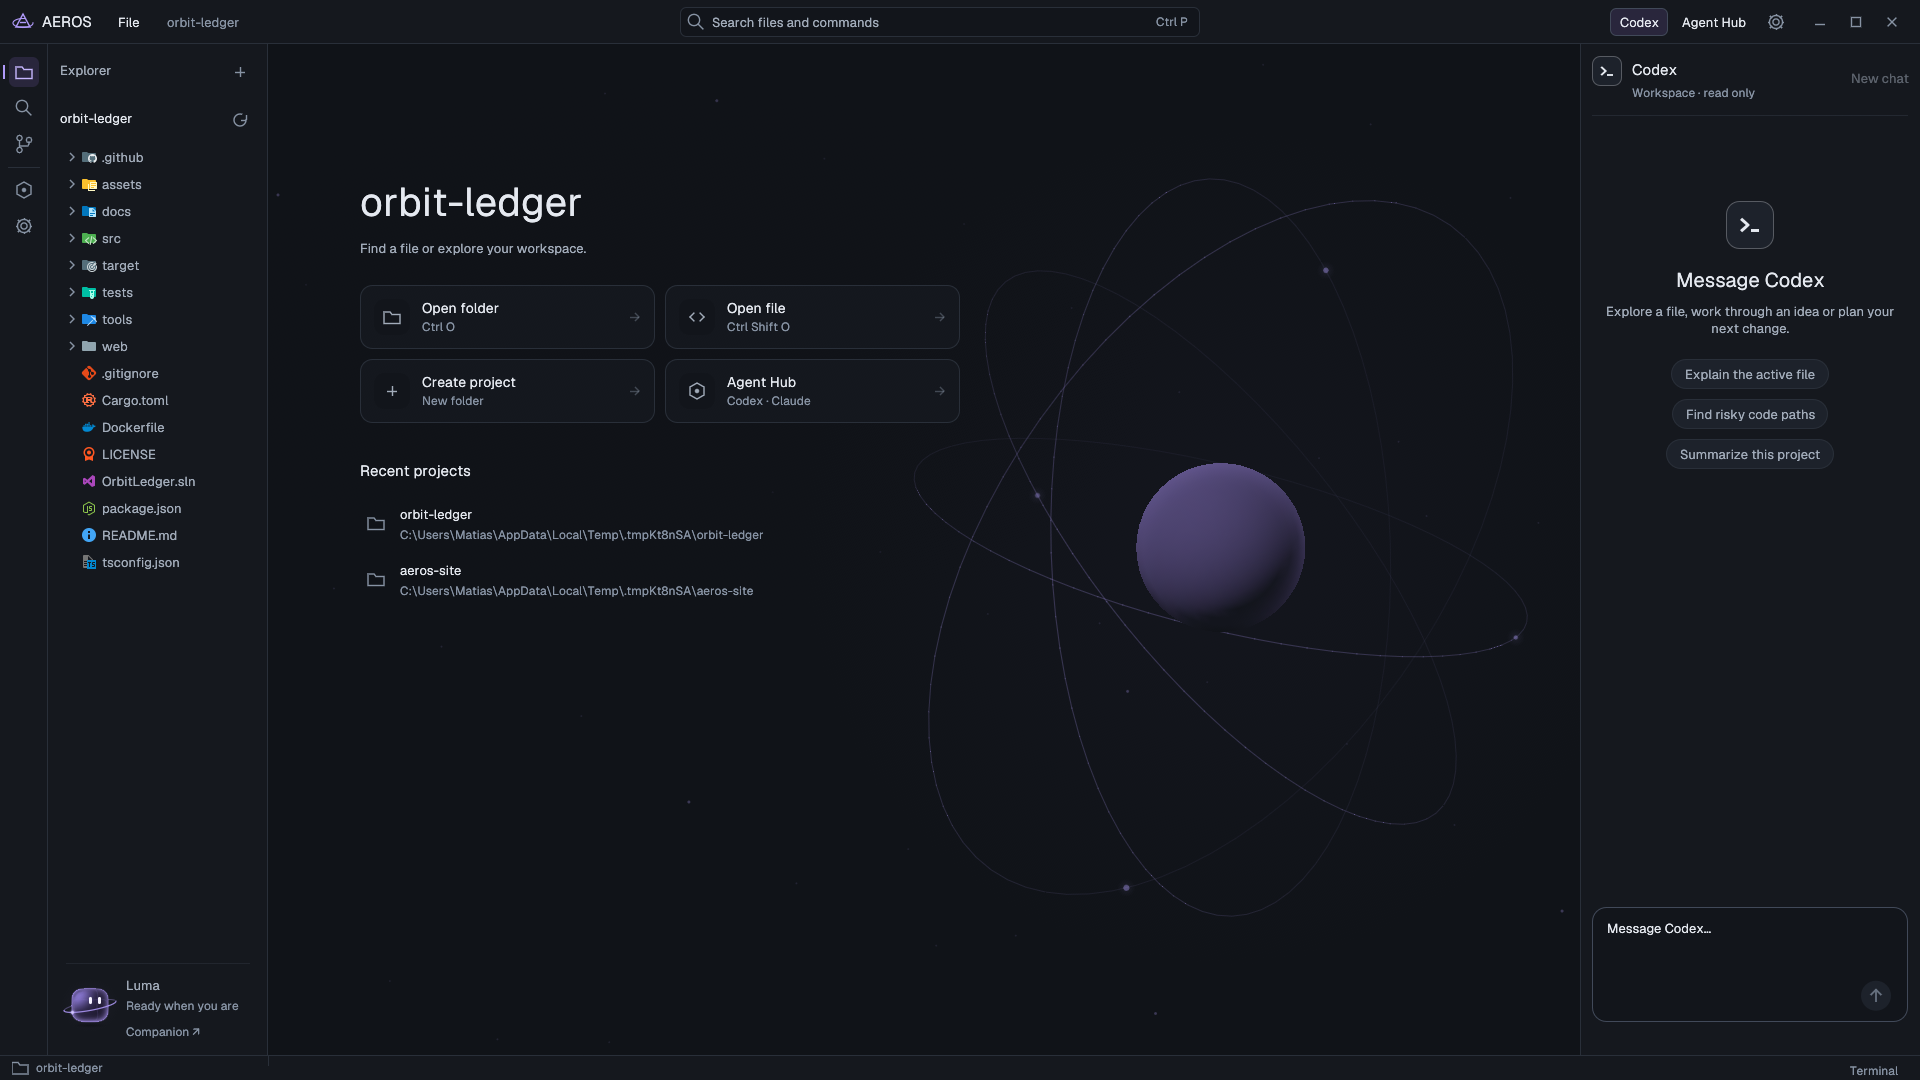 AEROS
File
orbit-ledger
Search files and commands
Ctrl P
Codex
Agent Hub
Explorer
orbit-ledger
.github
assets
docs
src
target
tests
tools
web
.gitignore
Cargo.toml
Dockerfile
LICENSE
OrbitLedger.sln
package.json
README.md
tsconfig.json
Luma
Ready when you are
Companion ↗
orbit-ledger
Find a file or explore your workspace.
Open folder
Ctrl O
Open file
Ctrl Shift O
Create project
New folder
Agent Hub
Codex · Claude
Recent projects
orbit-ledger
C:\Users\Matias\AppData\Local\Temp\.tmpKt8nSA\orbit-ledger
aeros-site
C:\Users\Matias\AppData\Local\Temp\.tmpKt8nSA\aeros-site
Codex
Workspace · read only
New chat
Message Codex
Explore a file, work through an idea or plan your
next change.
Explain the active file
Find risky code paths
Summarize this project
Message Codex…
orbit-ledger
Terminal